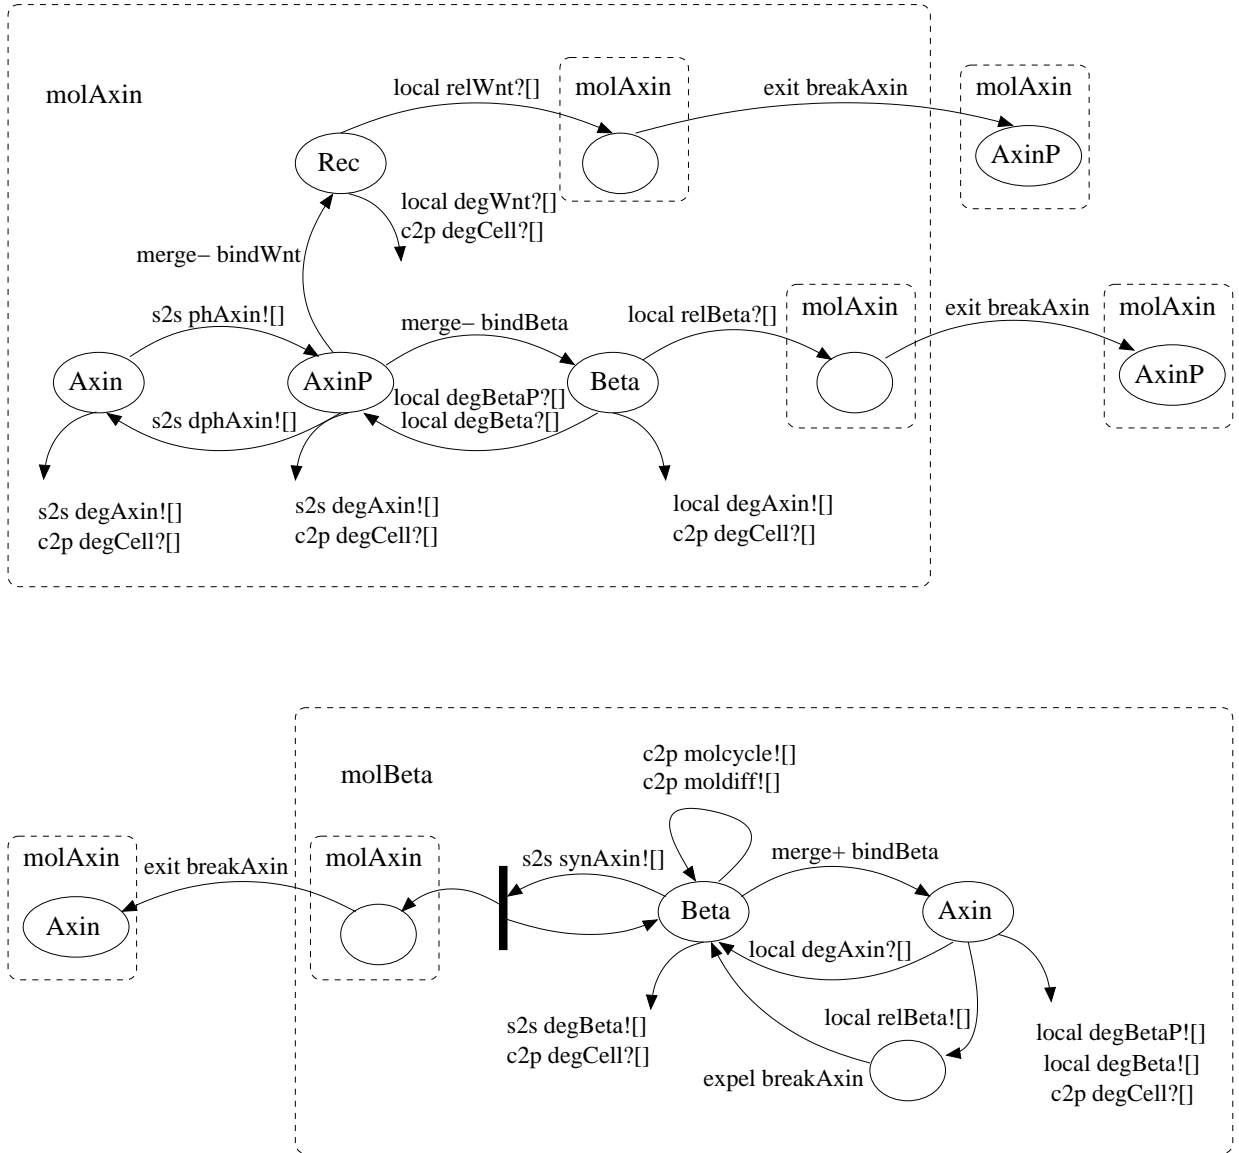 molAxin
local relWnt?[]
molAxin
exit breakAxin
molAxin
Rec
AxinP
local degWnt?[]
c2p degCell?[]
merge− bindWnt
s2s phAxin![]
merge− bindBeta
local relBeta?[]
molAxin
exit breakAxin
molAxin
Axin
AxinP
Beta
AxinP
local degBetaP?[]
s2s dphAxin![]
local degBeta?[]
s2s degAxin![]
c2p degCell?[]
s2s degAxin![]
c2p degCell?[]
local degAxin![]
c2p degCell?[]
c2p molcycle![]
c2p moldiff![]
molBeta
molAxin
exit breakAxin
molAxin
s2s synAxin![]
merge+ bindBeta
Axin
Beta
Axin
local degAxin?[]
s2s degBeta![]
c2p degCell?[]
local relBeta![]
expel breakAxin
local degBetaP![]
local degBeta![]
c2p degCell?[]